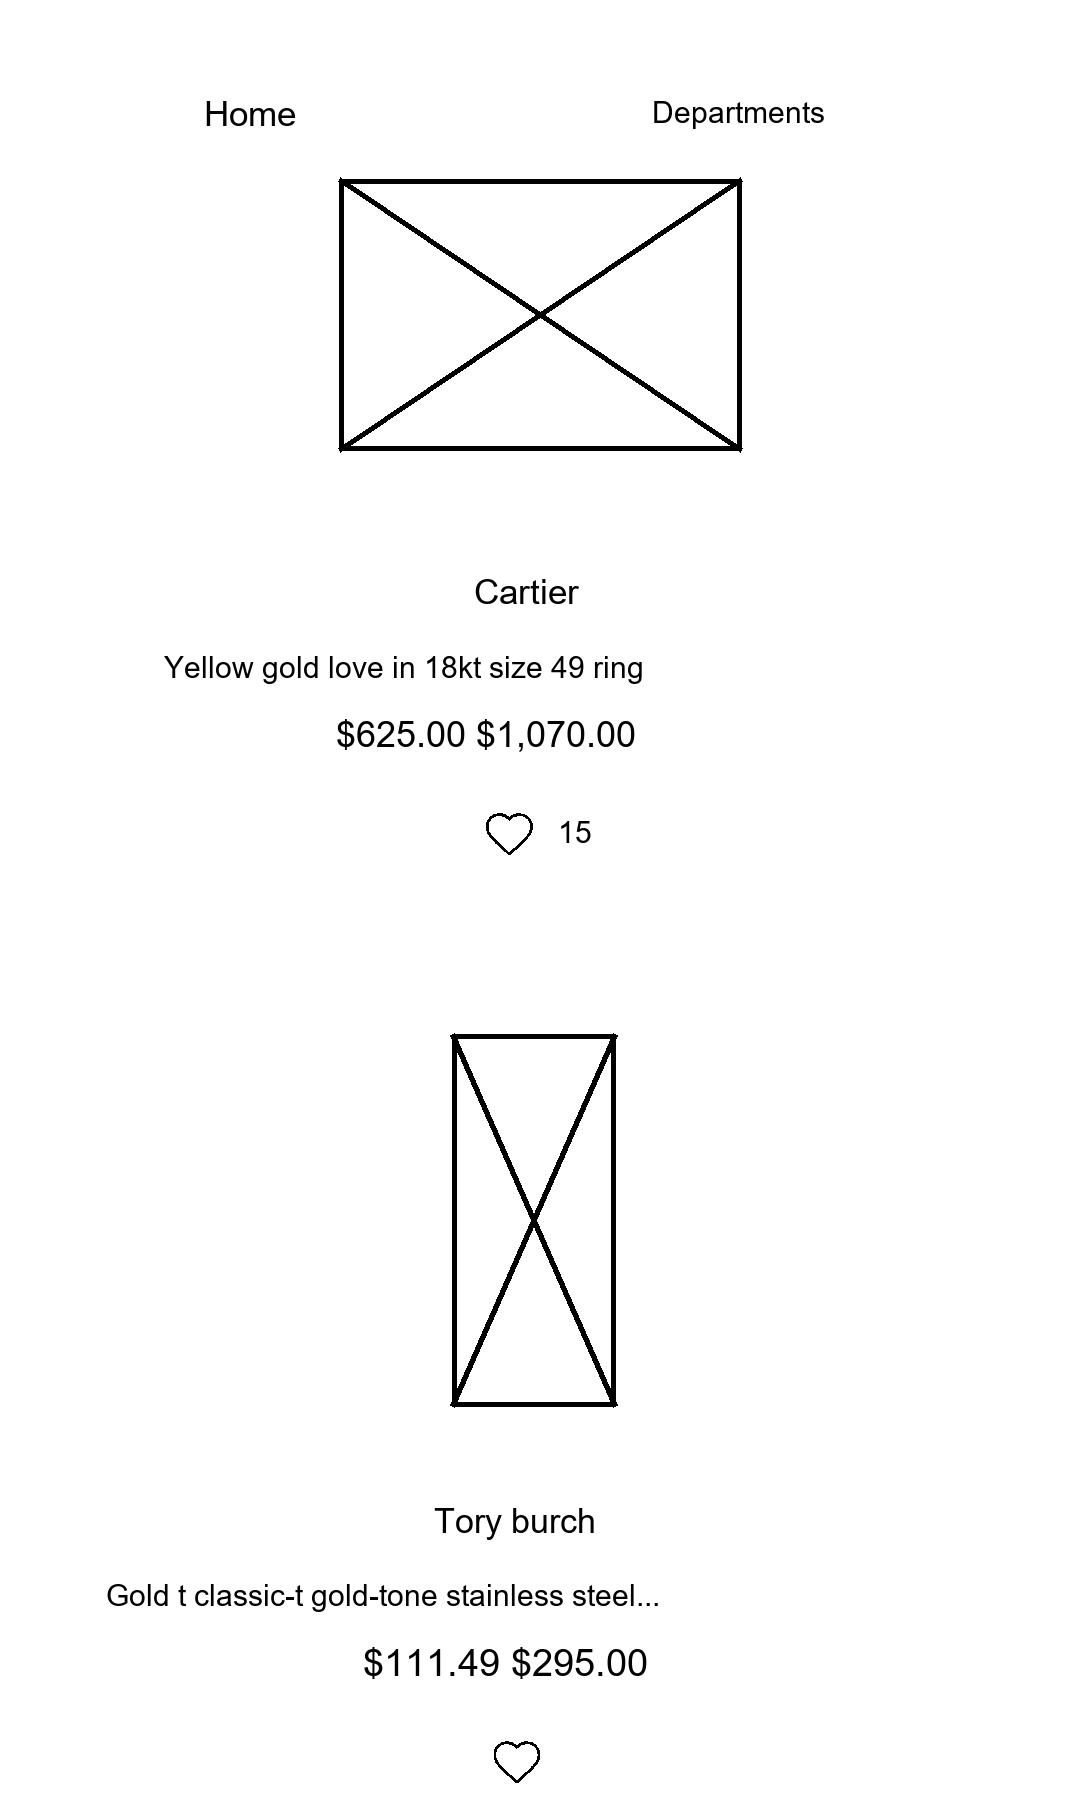 Home Departments
Cartier
Yellow gold love in 18kt size 49 ring
$625.00 $1,070.00
15
Tory burch
Gold t classic-t gold-tone stainless steel...
$111.49 $295.00